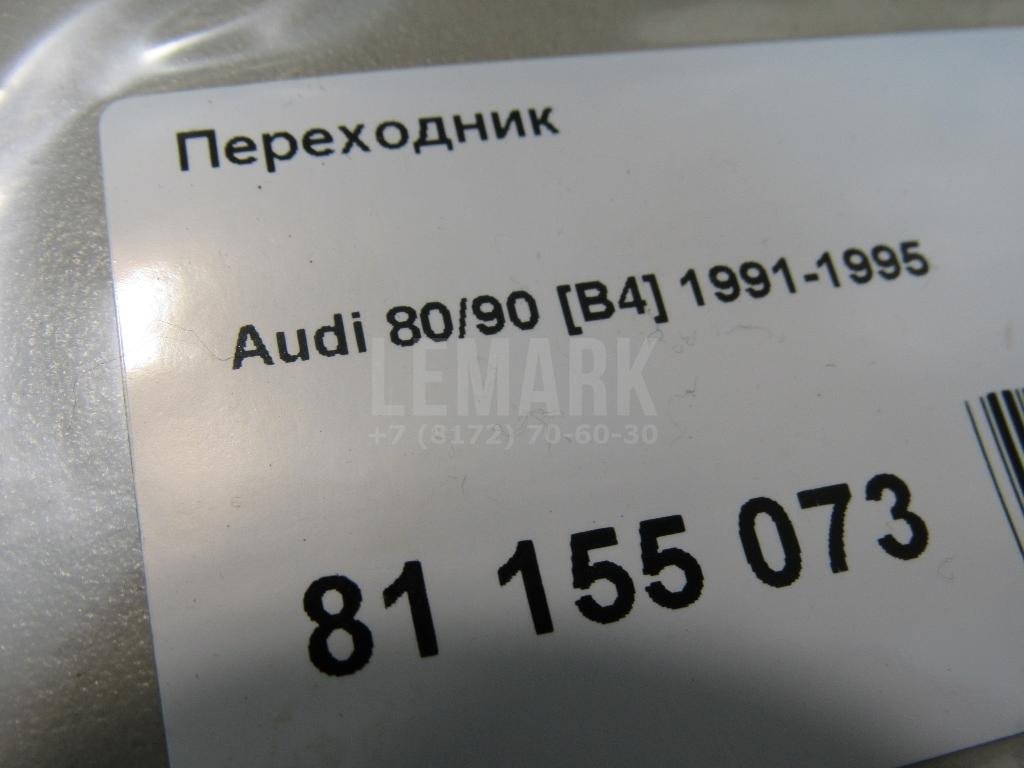 Переходник
Audi 80/90 [B4] 1991-1995
LEMARK
+7 (8172) 70-60-30
81 155 073